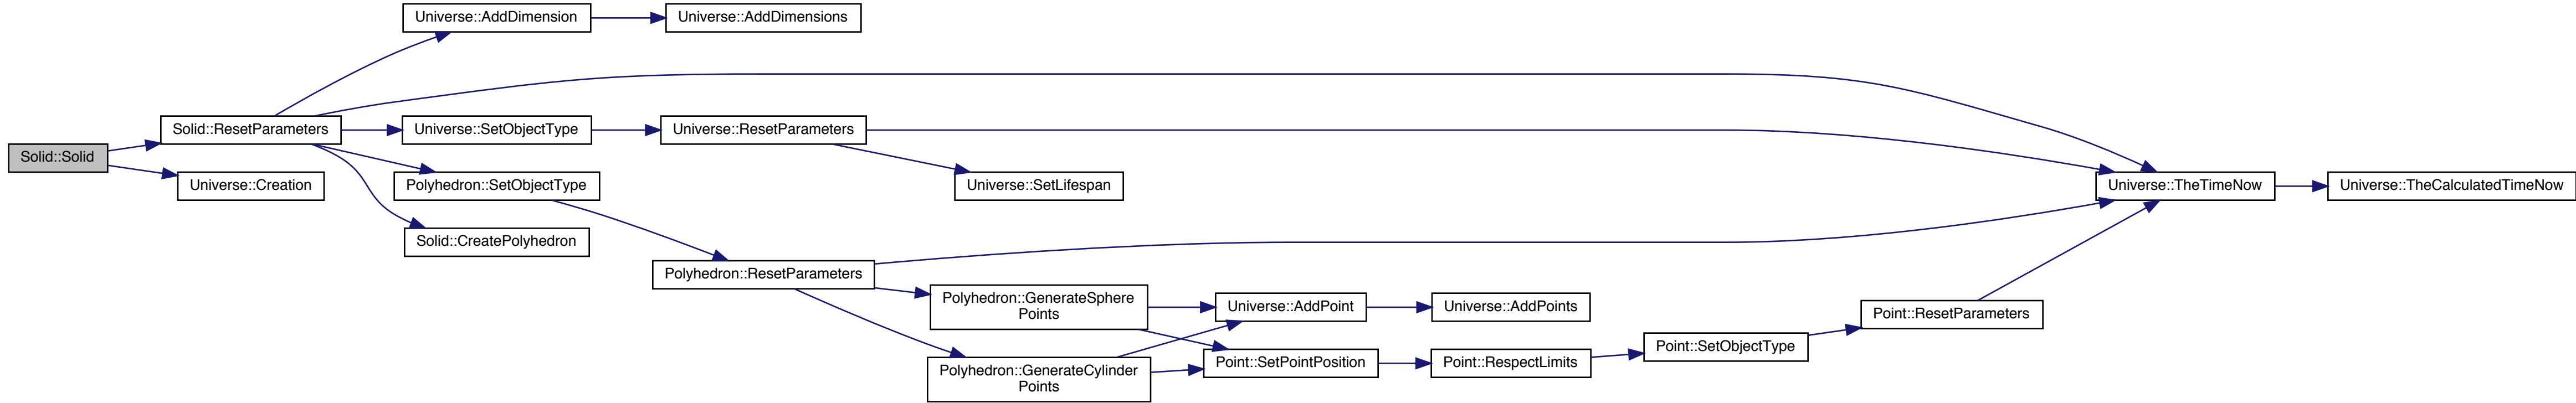 Universe::AddDimension
Universe::AddDimensions
Solid::ResetParameters
Universe::SetObjectType
Universe::ResetParameters
Solid::Solid
Universe::Creation
Polyhedron::SetObjectType
Universe::SetLifespan
Universe::TheTimeNow
Universe::TheCalculatedTimeNow
Solid::CreatePolyhedron
Polyhedron::ResetParameters
Polyhedron::GenerateSphere
Points
Universe::AddPoint
Universe::AddPoints
Point::ResetParameters
Point::SetObjectType
Polyhedron::GenerateCylinder
Points
Point::SetPointPosition
Point::RespectLimits